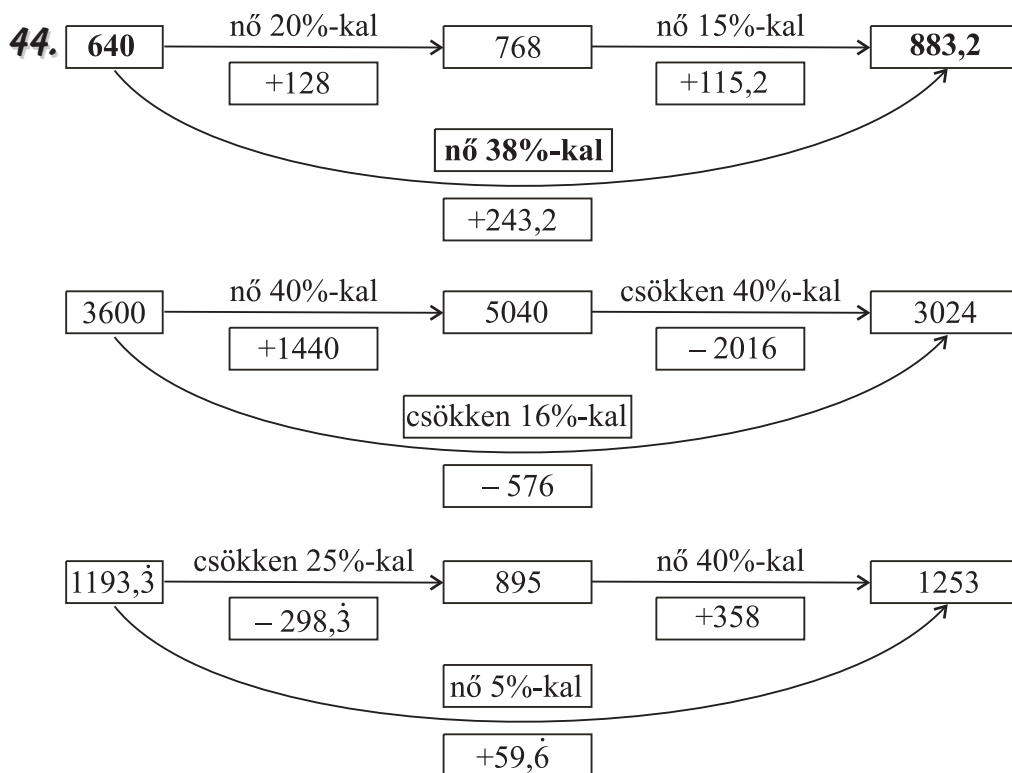 44.
nő 20%-kal nő 15%-kal
640 768 883,2
+128 +115,2
nő 38%-kal
+243,2
nő 40%-kal csökken 40%-kal
3600 5040 3024
+1440 – 2016
csökken 16%-kal
– 576
csökken 25%-kal nő 40%-kal
1193,3̇ 895 1253
– 298,3̇ +358
nő 5%-kal
+59,6̇